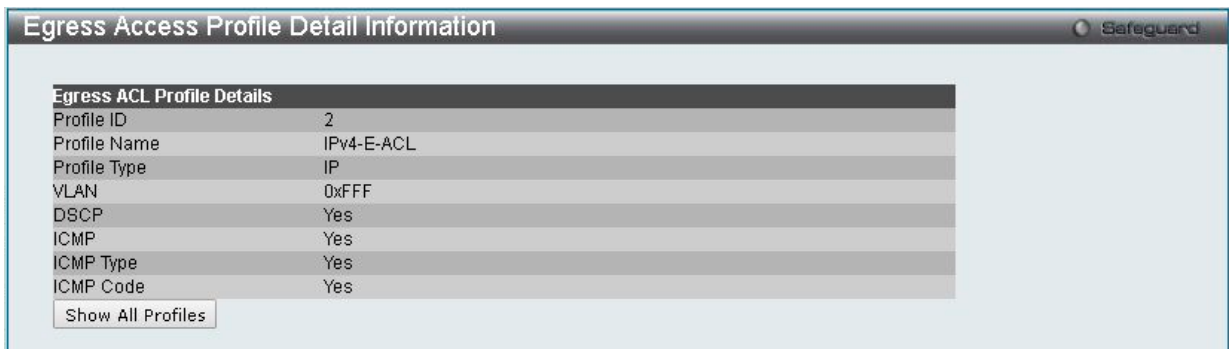 Egress Access Profile Detail Information
Safeguard
Egress ACL Profile Details
Profile ID 2
Profile Name IPv4-E-ACL
Profile Type IP
VLAN 0xFFF
DSCP Yes
ICMP Yes
ICMP Type Yes
ICMP Code Yes
Show All Profiles